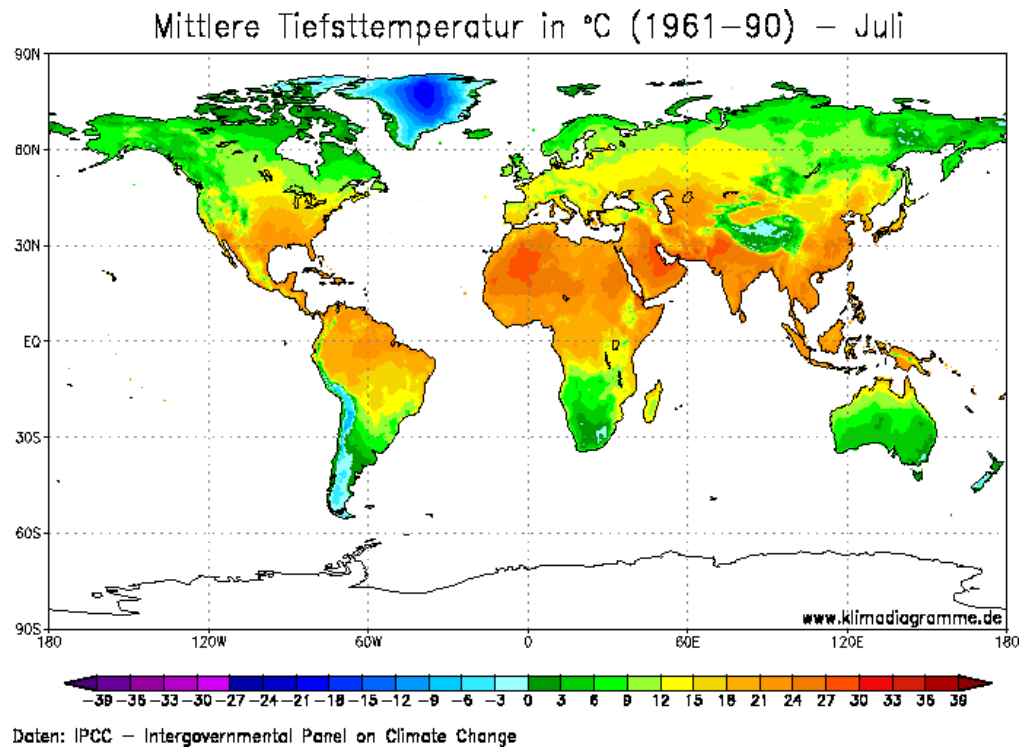 Mittlere Tiefsttemperatur in °C (1961–90) – Juli
90N
60N
30N
EQ
30S
60S
90S
www.klimadiagramme.de
180 120W 60W 0 60E 120E 180
-39 -36 -33 -30 -27 -24 -21 -18 -15 -12 -9 -6 -3 0 3 6 9 12 15 18 21 24 27 30 33 36 39
Daten: IPCC – Intergovernmental Panel on Climate Change